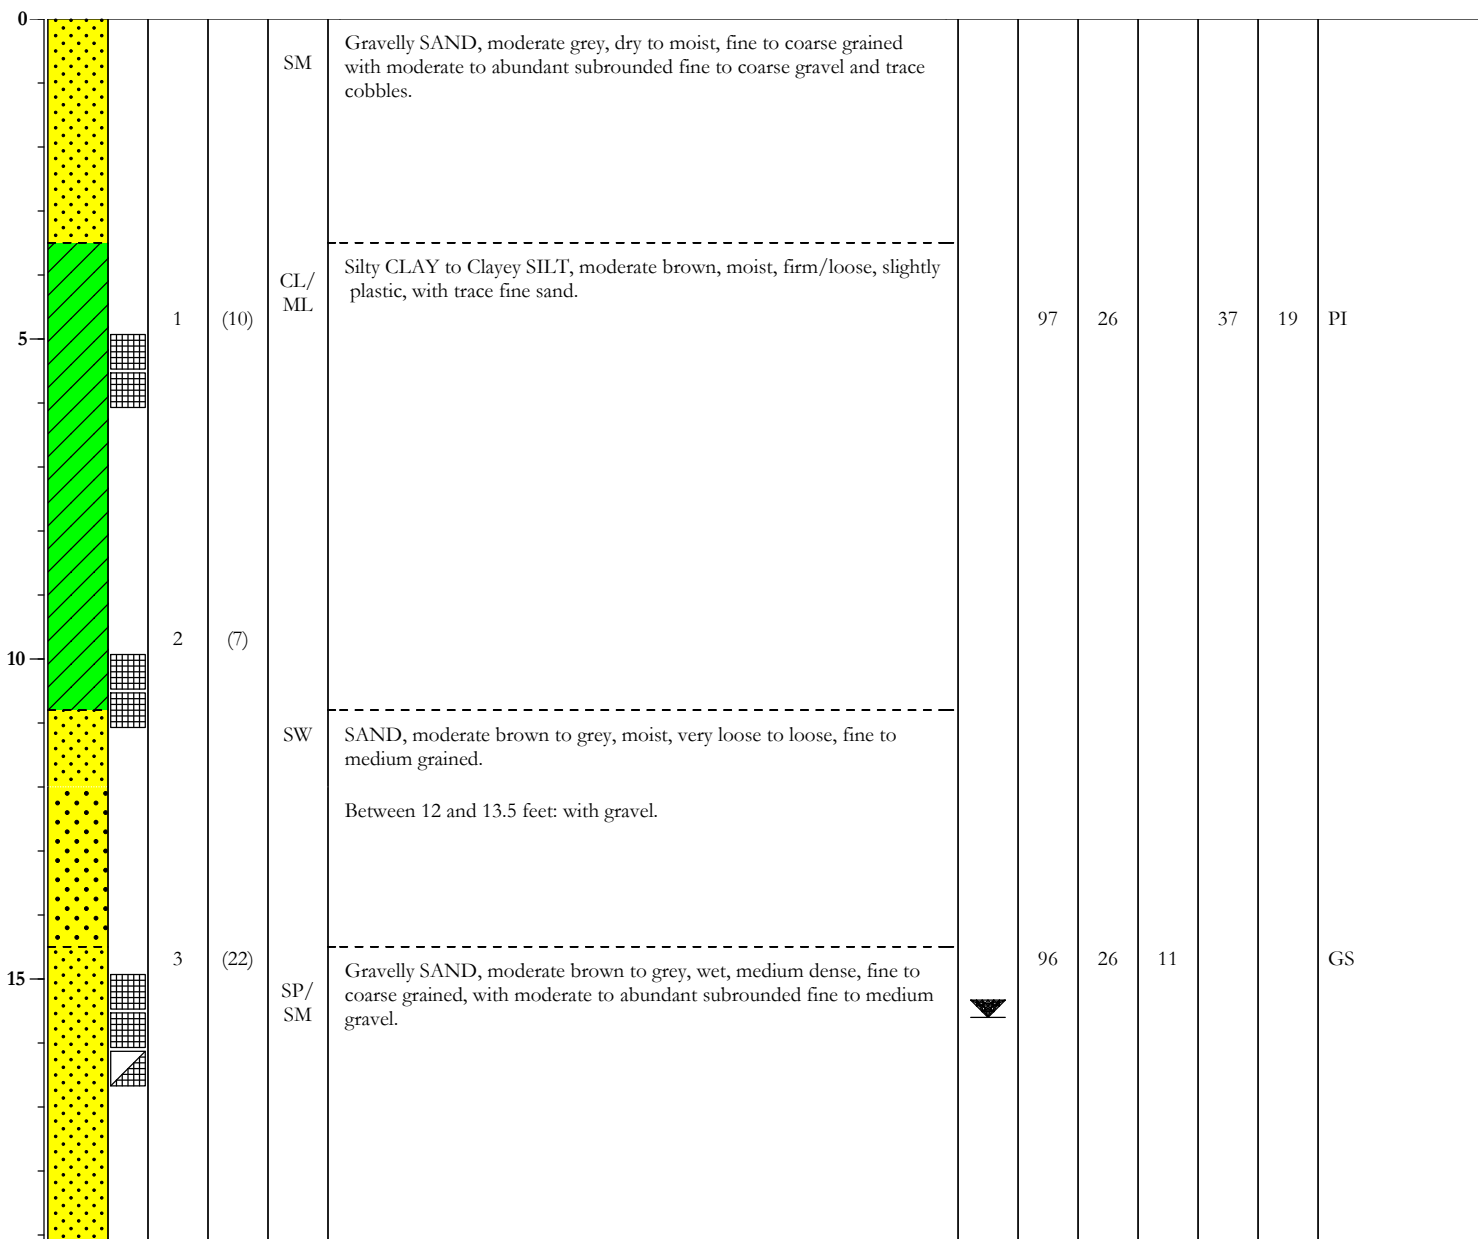 0
SM
Gravelly SAND, moderate grey, dry to moist, fine to coarse grained
with moderate to abundant subrounded fine to coarse gravel and trace
cobbles.
CL/
ML
Silty CLAY to Clayey SILT, moderate brown, moist, firm/loose, slightly
plastic, with trace fine sand.
5
1 (10) 97 26 37 19 PI
2 (7)
10
SW
SAND, moderate brown to grey, moist, very loose to loose, fine to
medium grained.
Between 12 and 13.5 feet: with gravel.
3 (22) 96 26 11 GS
15
SP/
SM
Gravelly SAND, moderate brown to grey, wet, medium dense, fine to
coarse grained, with moderate to abundant subrounded fine to medium
gravel.